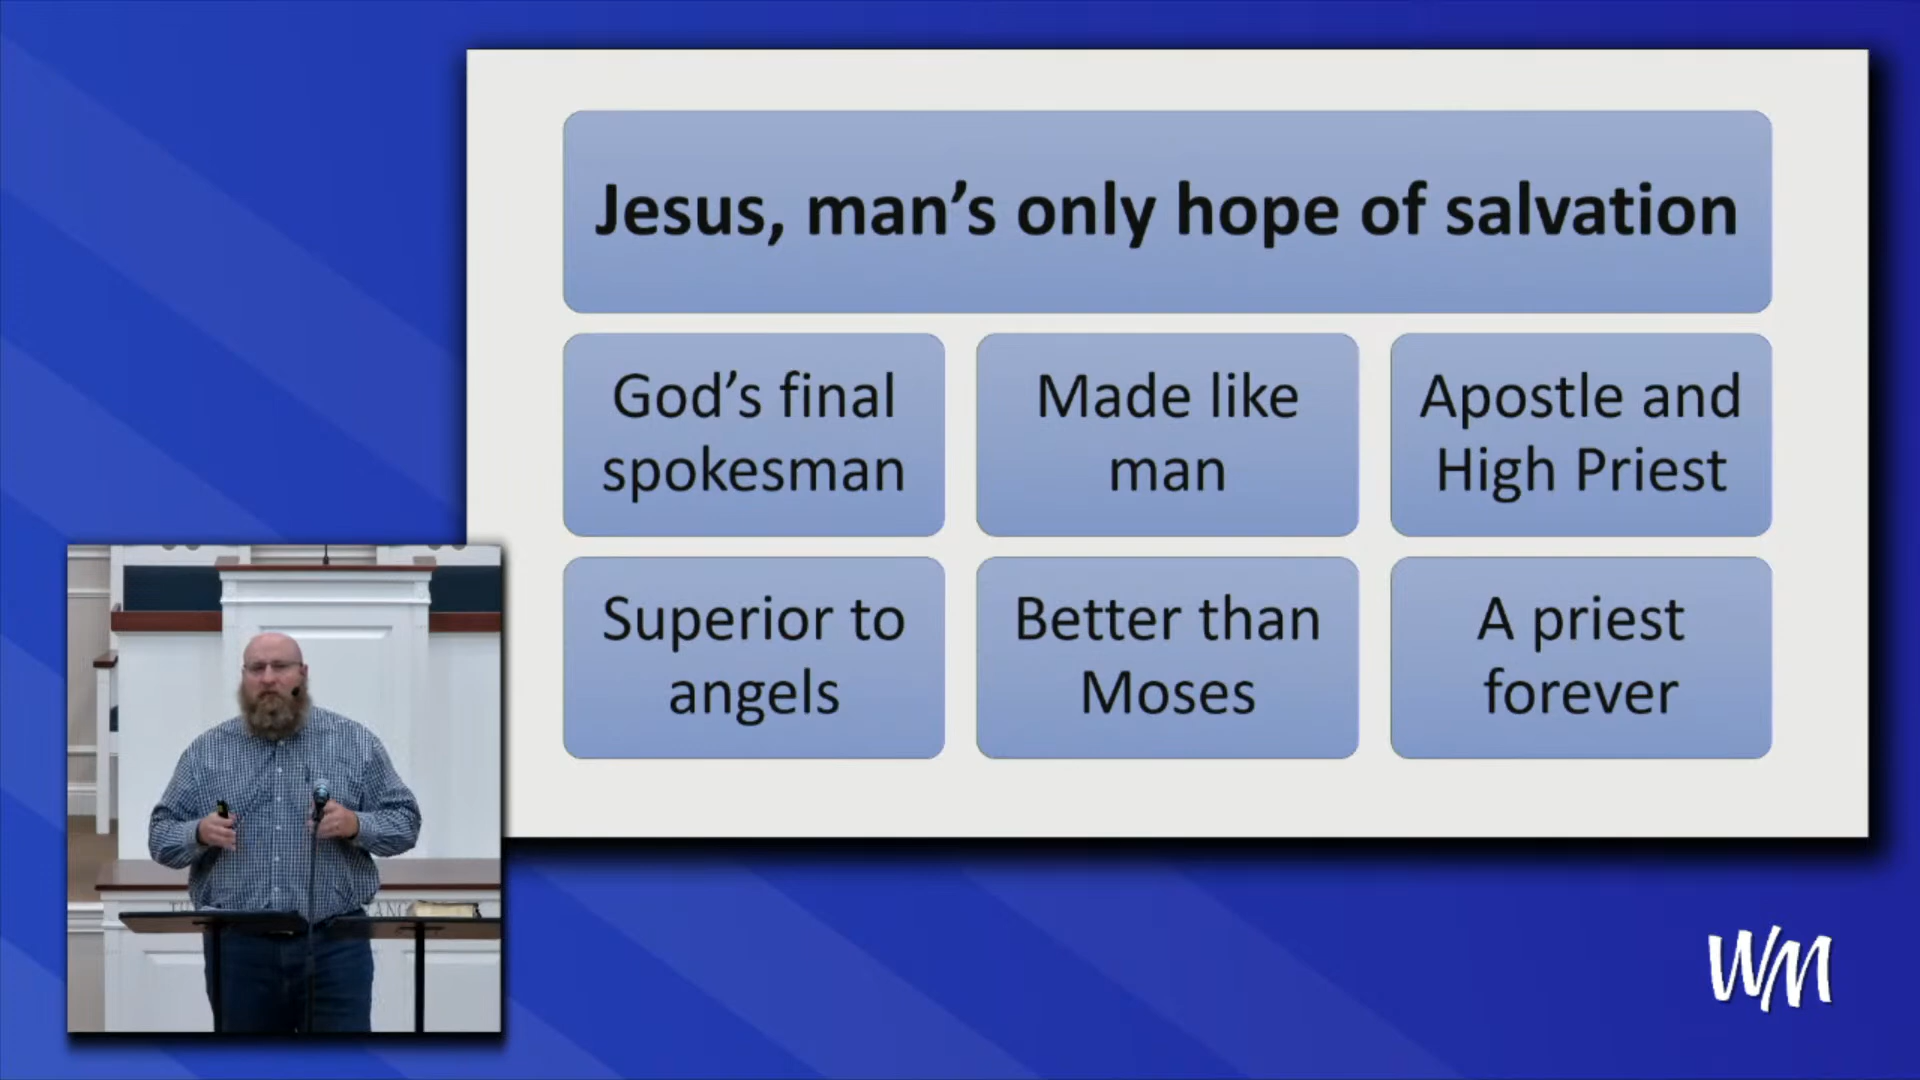 Jesus, man’s only hope of salvation
God’s final
spokesman
Made like
man
Apostle and
High Priest
Superior to
angels
Better than
Moses
A priest
forever
WM